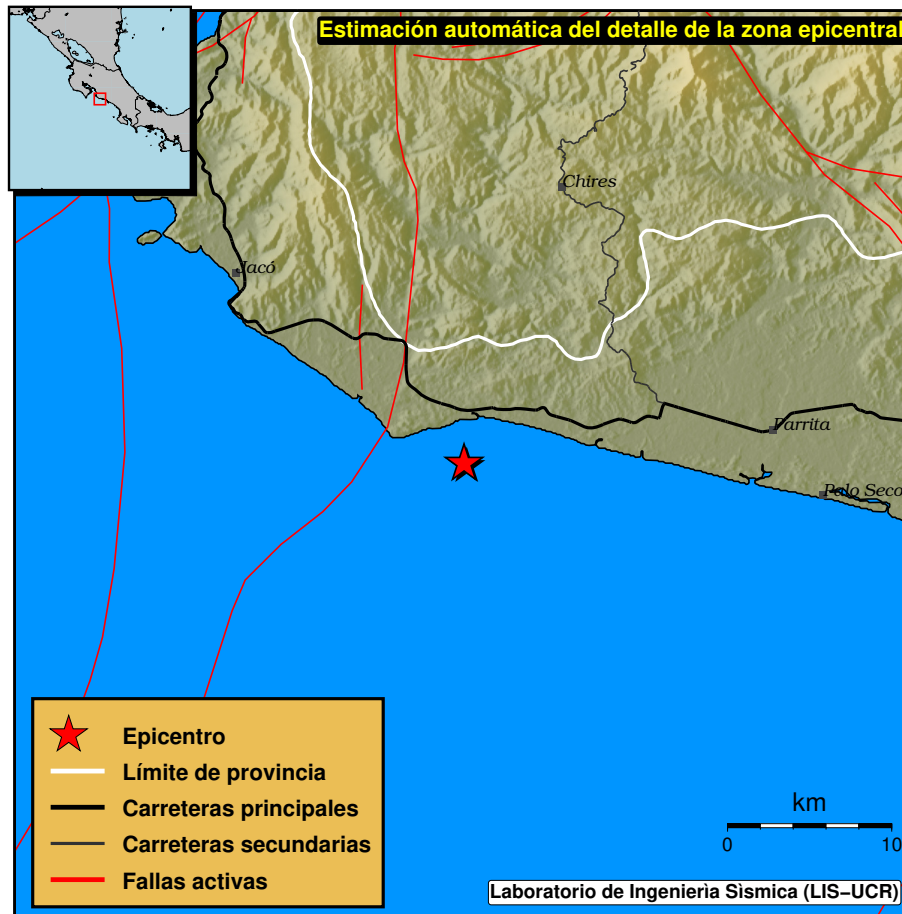 Estimación automática del detalle de la zona epicentral
Chires
Jacó
Parrita
Palo Seco
Epicentro
Límite de provincia
Carreteras principales
Carreteras secundarias
Fallas activas
km
0 10
Laboratorio de Ingenierìa Sìsmica (LIS−UCR)